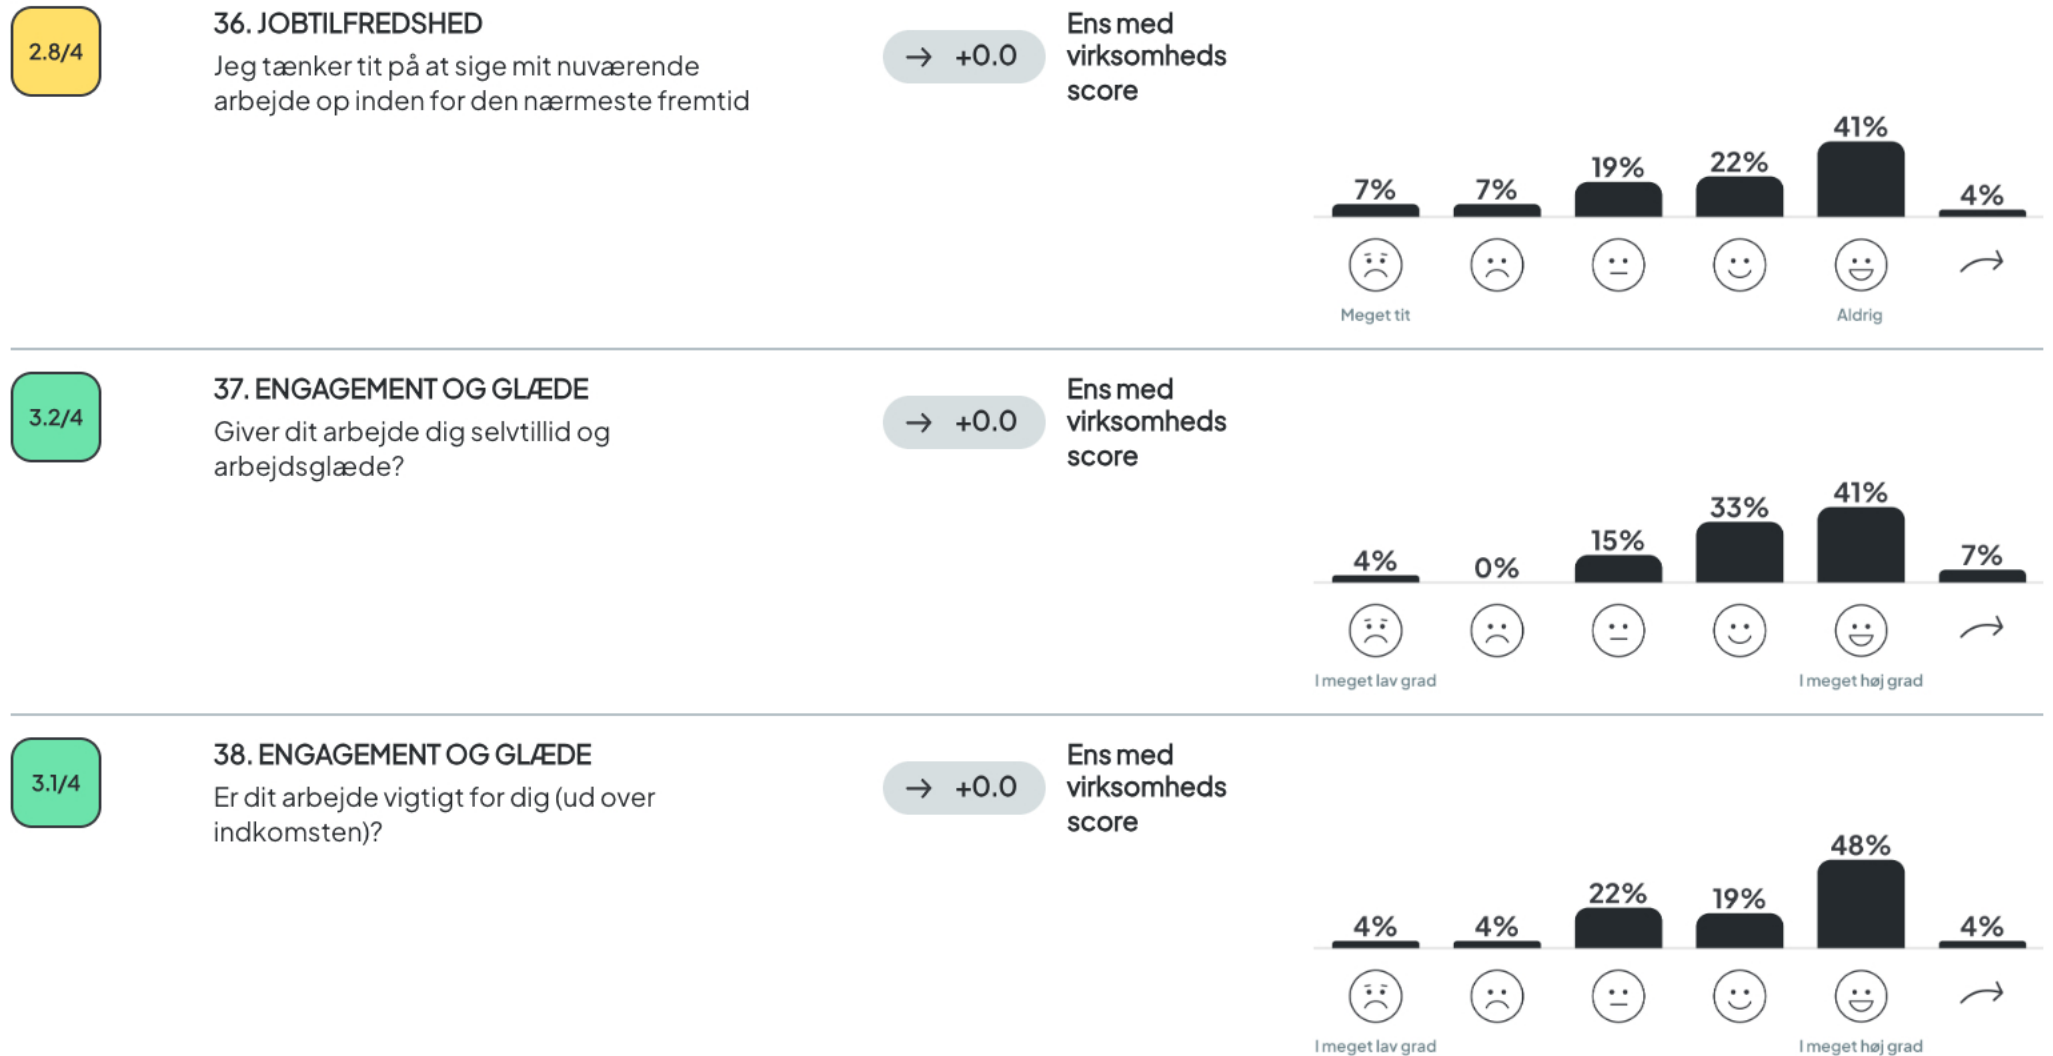 2.8/4
36. JOBTILFREDSHED
Jeg tænker tit på at sige mit nuværende
arbejde op inden for den nærmeste fremtid
→ +0.0
Ens med
virksomheds
score
7%
7%
19%
22%
41%
4%
Meget tit
Aldrig
3.2/4
37. ENGAGEMENT OG GLÆDE
Giver dit arbejde dig selvtillid og
arbejdsglæde?
→ +0.0
Ens med
virksomheds
score
4%
0%
15%
33%
41%
7%
I meget lav grad
I meget høj grad
3.1/4
38. ENGAGEMENT OG GLÆDE
Er dit arbejde vigtigt for dig (ud over
indkomsten)?
→ +0.0
Ens med
virksomheds
score
4%
4%
22%
19%
48%
4%
I meget lav grad
I meget høj grad